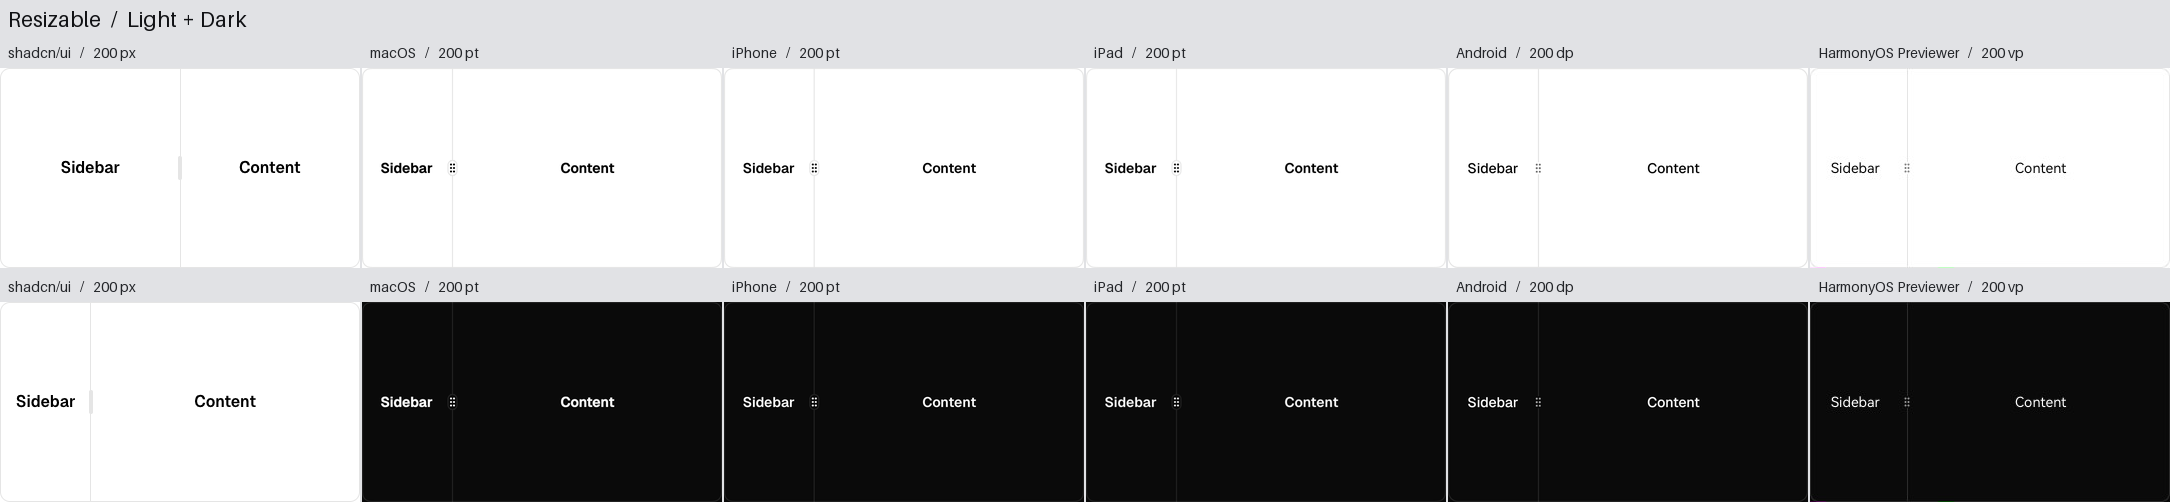 Resizable / Light + Dark
shadcn/ui / 200 px
macOS / 200 pt
iPhone / 200 pt
iPad / 200 pt
Android / 200 dp
HarmonyOS Previewer / 200 vp
Sidebar Content
Sidebar Content
Sidebar Content
Sidebar Content
Sidebar Content
Sidebar Content
shadcn/ui / 200 px
macOS / 200 pt
iPhone / 200 pt
iPad / 200 pt
Android / 200 dp
HarmonyOS Previewer / 200 vp
Sidebar Content
Sidebar Content
Sidebar Content
Sidebar Content
Sidebar Content
Sidebar Content